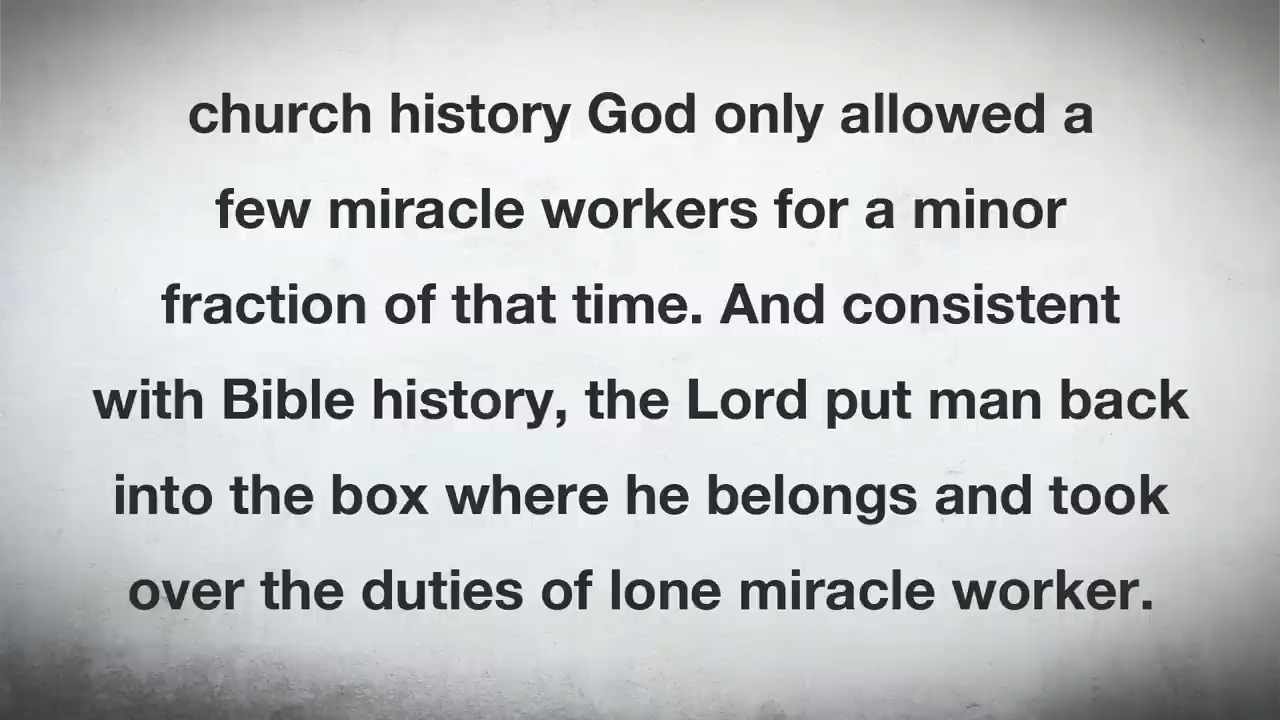 church history God only allowed a
few miracle workers for a minor
fraction of that time. And consistent
with Bible history, the Lord put man back
into the box where he belongs and took
over the duties of lone miracle worker.